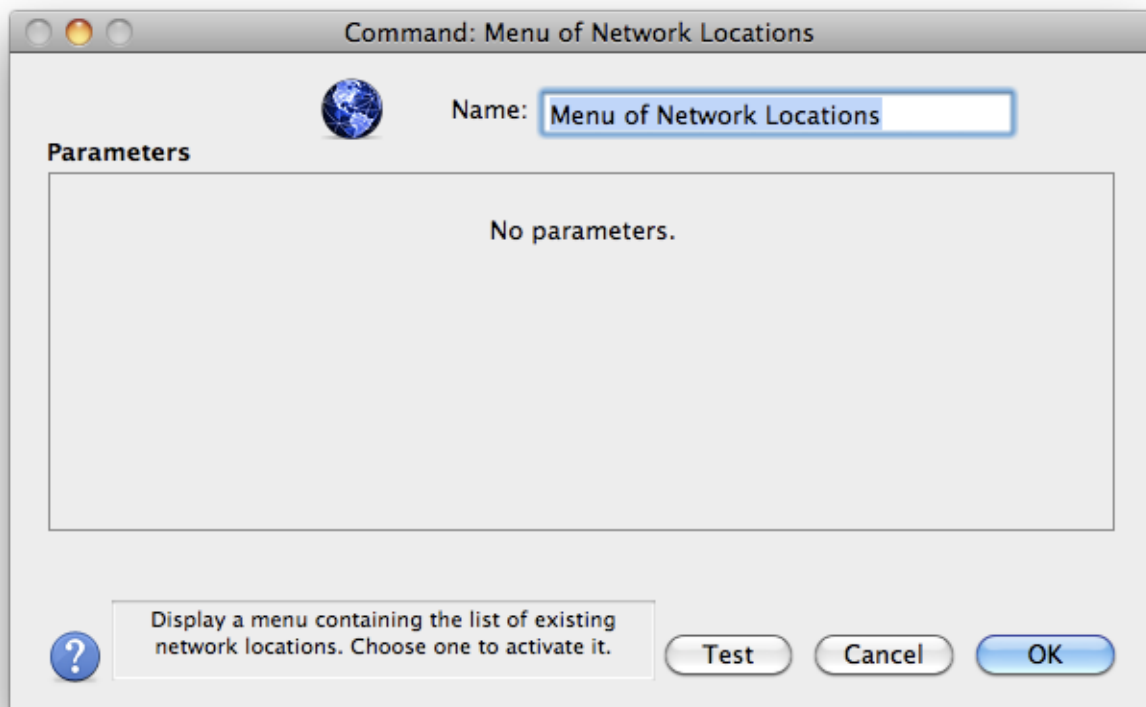 Command: Menu of Network Locations
Name: Menu of Network Locations
Parameters
No parameters.
Display a menu containing the list of existing
network locations. Choose one to activate it.
? Test Cancel OK